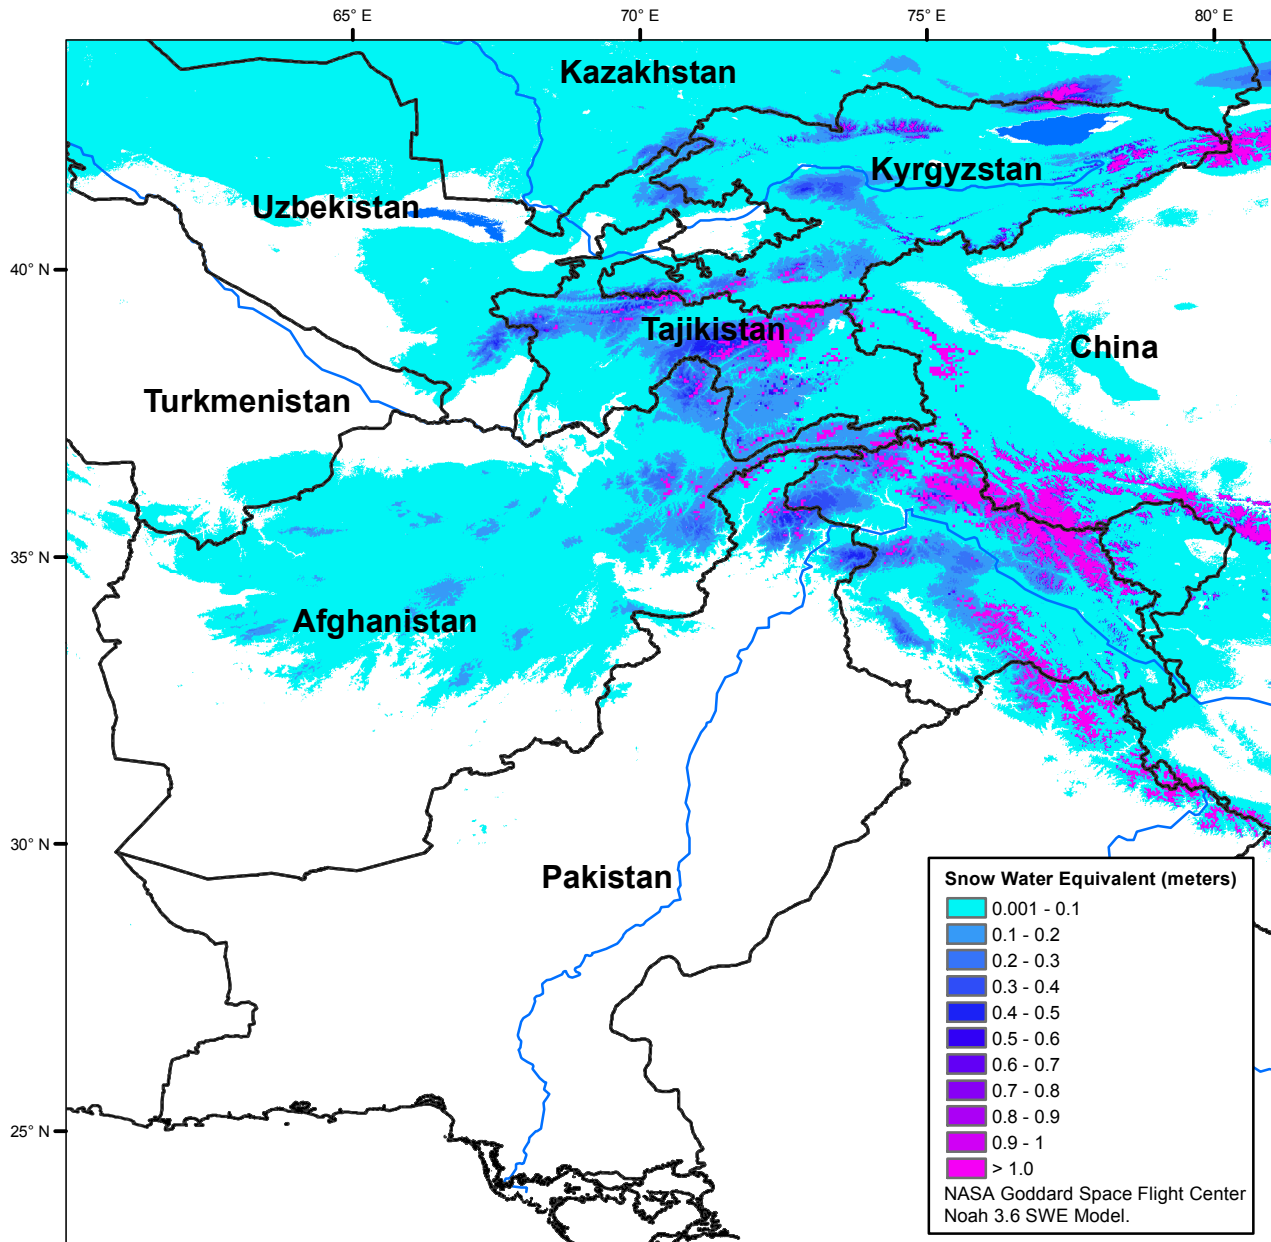 65° E 70° E 75° E 80° E
Kazakhstan
Kyrgyzstan
Uzbekistan
40° N
Tajikistan
China
Turkmenistan
35° N
Afghanistan
30° N
Pakistan
25° N
Snow Water Equivalent (meters)
0.001 - 0.1
0.1 - 0.2
0.2 - 0.3
0.3 - 0.4
0.4 - 0.5
0.5 - 0.6
0.6 - 0.7
0.7 - 0.8
0.8 - 0.9
0.9 - 1
> 1.0
NASA Goddard Space Flight Center
Noah 3.6 SWE Model.